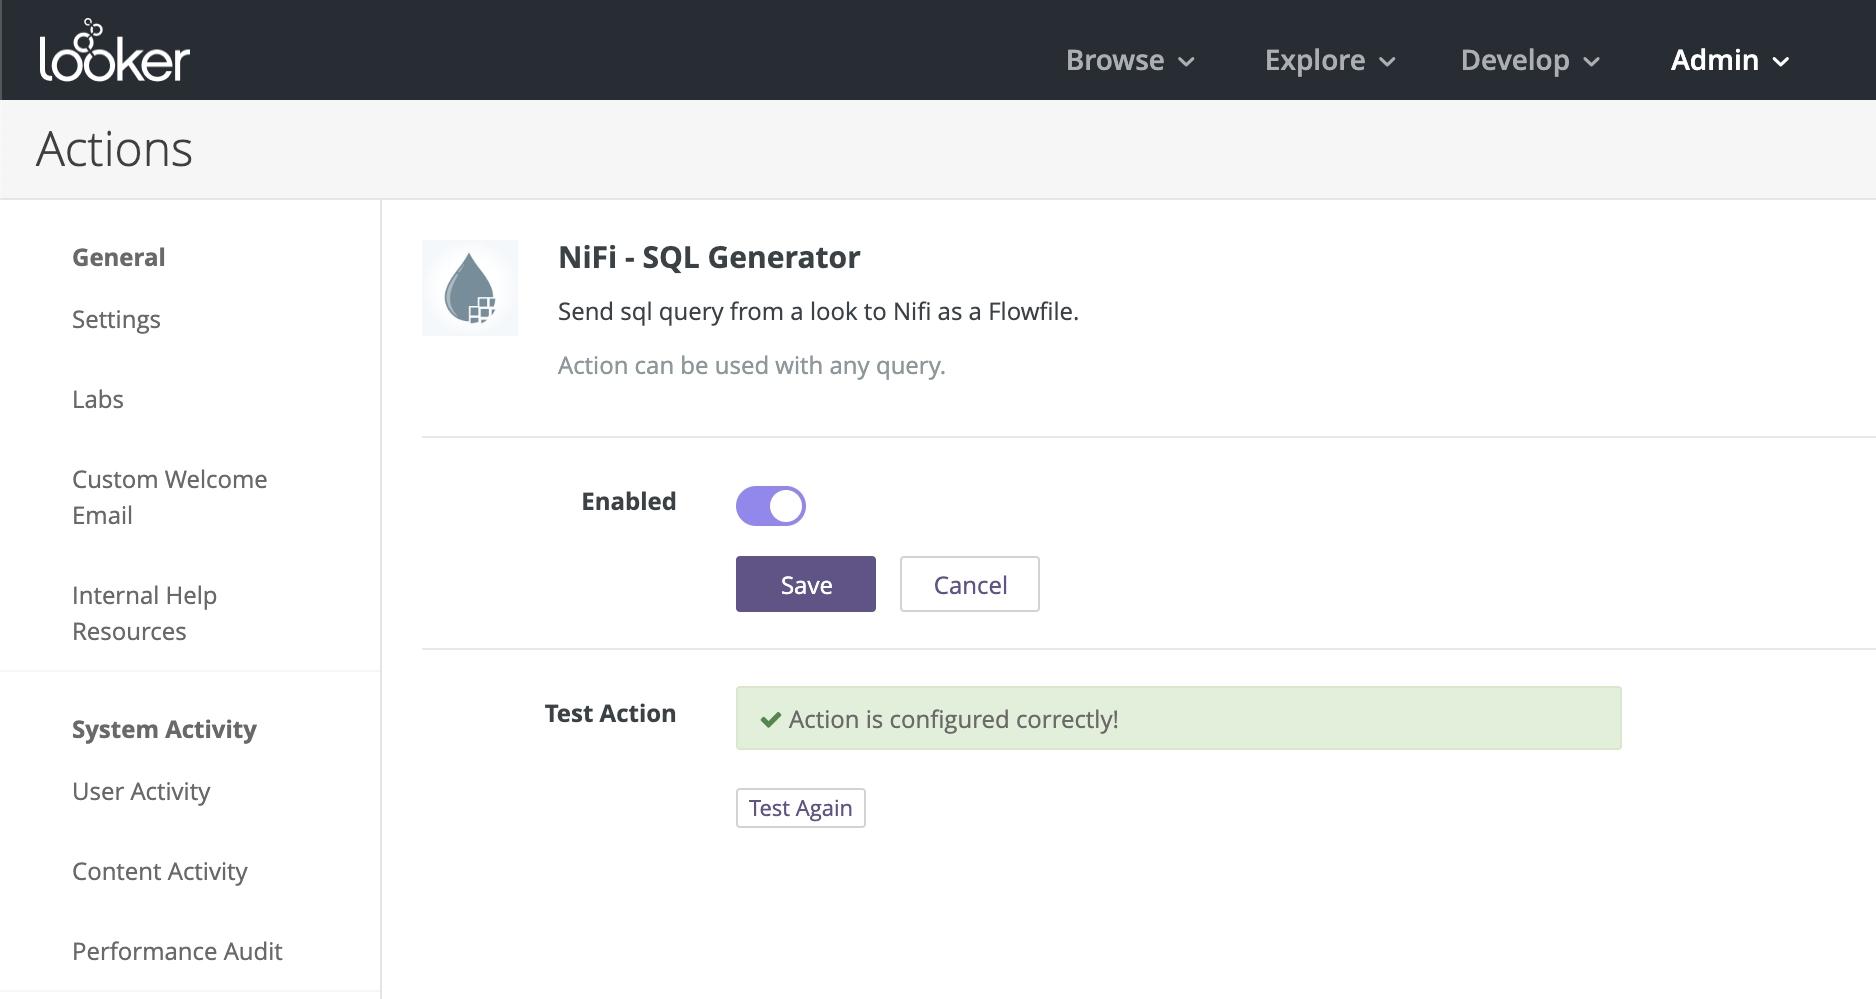 looker
Browse
Explore
Develop
Admin
Actions
General
Settings
Labs
Custom Welcome
Email
Internal Help
Resources
System Activity
User Activity
Content Activity
Performance Audit
NiFi - SQL Generator
Send sql query from a look to Nifi as a Flowfile.
Action can be used with any query.
Enabled
Save
Cancel
Test Action
Action is configured correctly!
Test Again